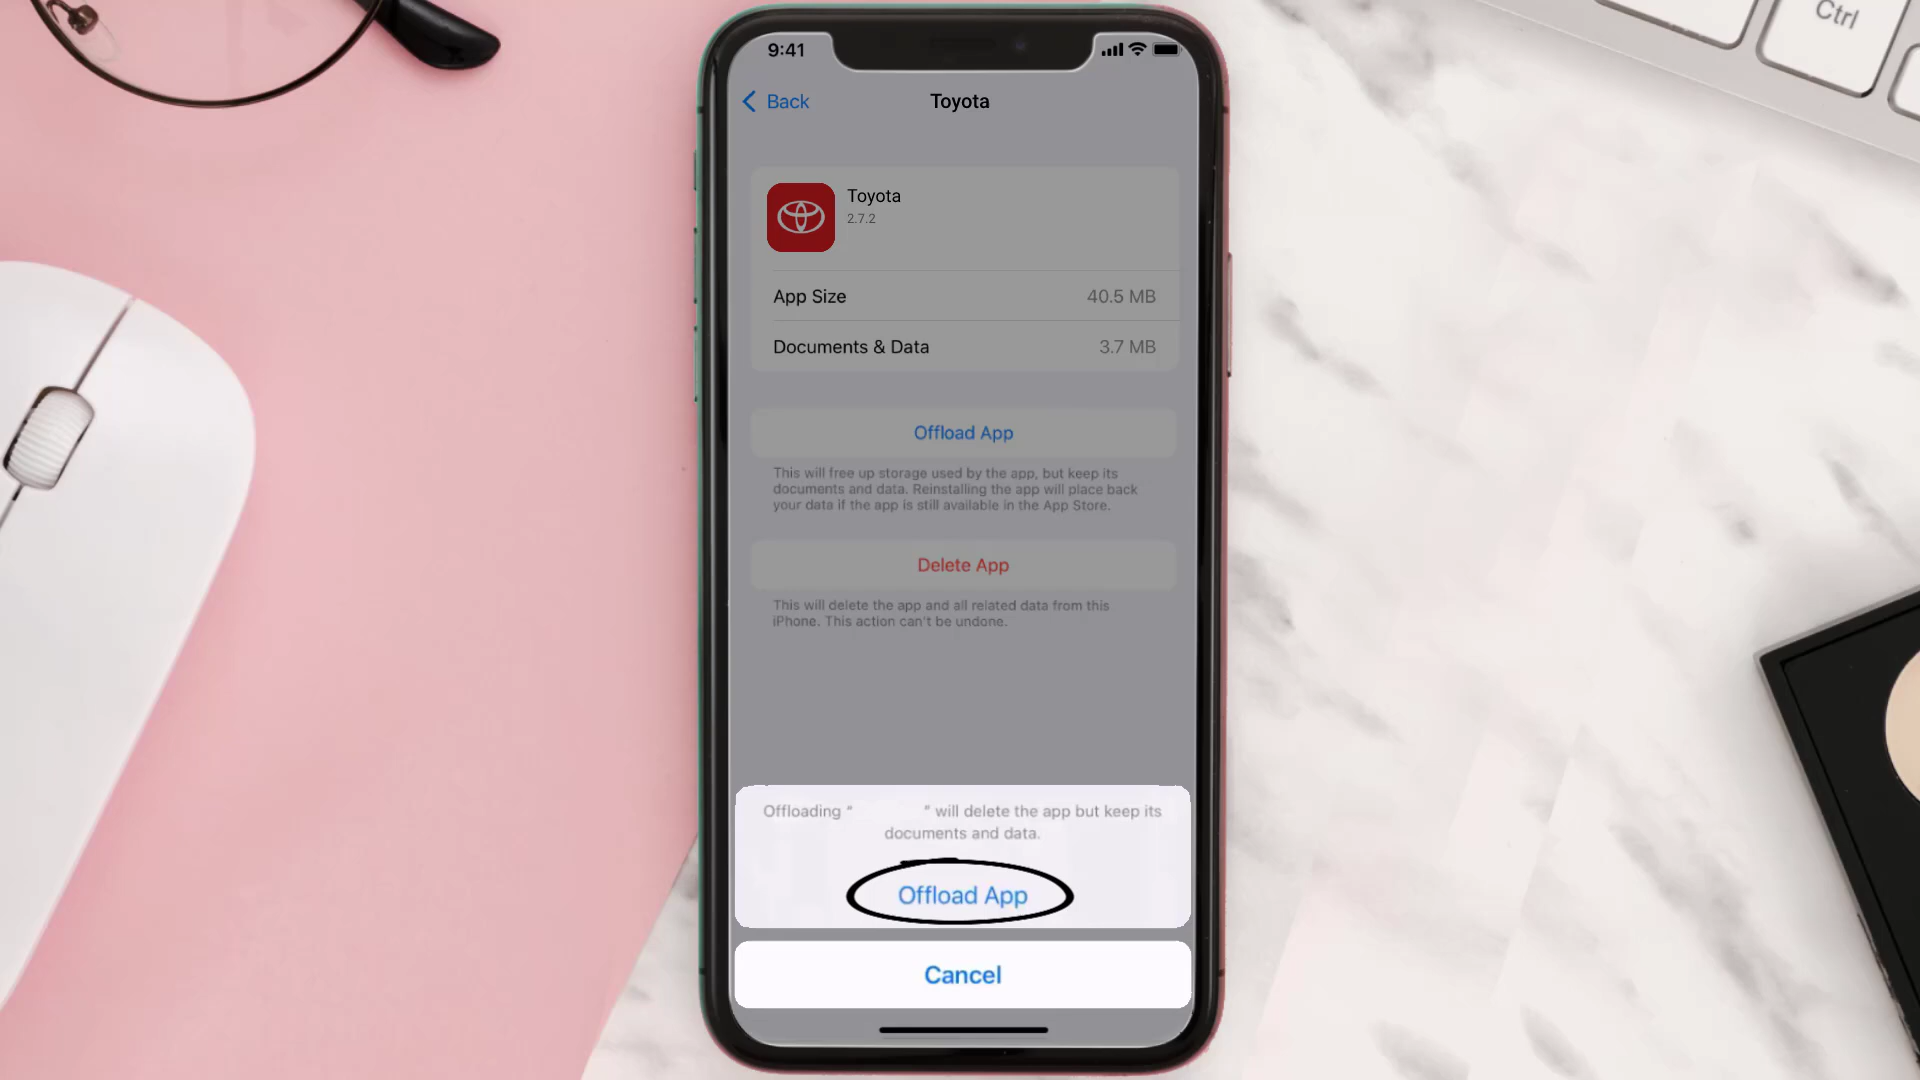 Ctrl
9:41
Back
Toyota
Toyota
2.7.2
App Size 40.5 MB
Documents & Data 3.7 MB
Offload App
This will free up storage used by the app, but keep its
documents and data. Reinstalling the app will place back
your data if the app is still available in the App Store.
Delete App
This will delete the app and all related data from this
iPhone. This action can't be undone.
Offloading “ ” will delete the app but keep its
documents and data.
Offload App
Cancel